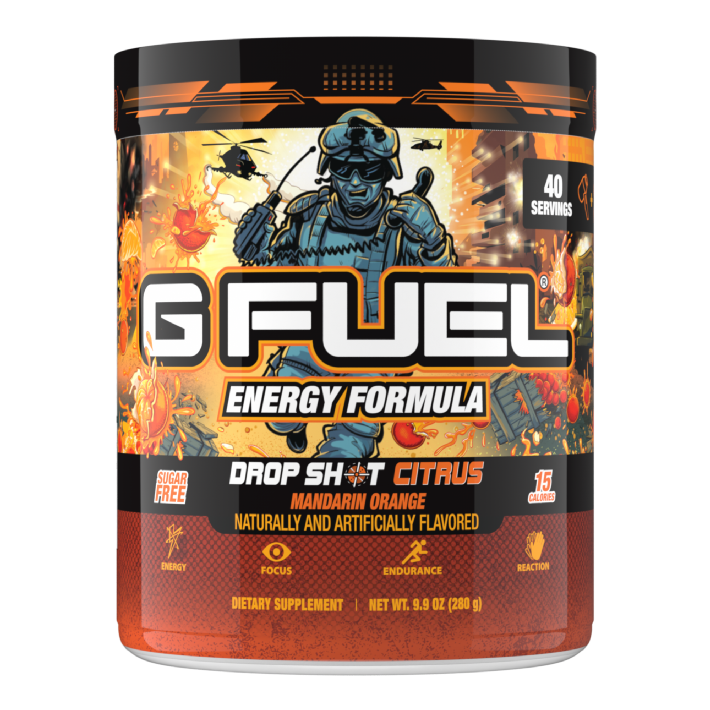 40
SERVINGS
G FUEL®
ENERGY FORMULA
DROP SHOT CITRUS
MANDARIN ORANGE
NATURALLY AND ARTIFICIALLY FLAVORED
SUGAR
FREE
15
CALORIES
ENERGY
FOCUS
ENDURANCE
REACTION
DIETARY SUPPLEMENT | NET WT. 9.9 OZ (280 g)